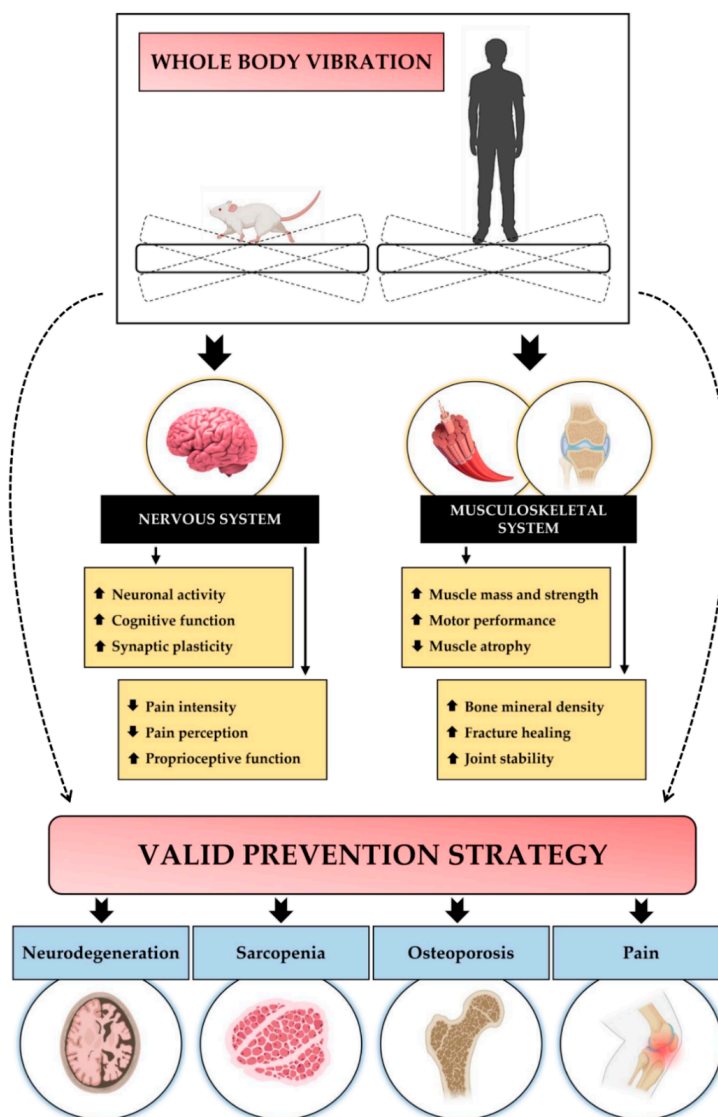 WHOLE BODY VIBRATION
NERVOUS SYSTEM
⬆ Neuronal activity
⬆ Cognitive function
⬆ Synaptic plasticity
⬇ Pain intensity
⬇ Pain perception
⬆ Proprioceptive function
MUSCULOSKELETAL
SYSTEM
⬆ Muscle mass and strength
⬆ Motor performance
⬇ Muscle atrophy
⬆ Bone mineral density
⬆ Fracture healing
⬆ Joint stability
VALID PREVENTION STRATEGY
Neurodegeneration
Sarcopenia
Osteoporosis
Pain